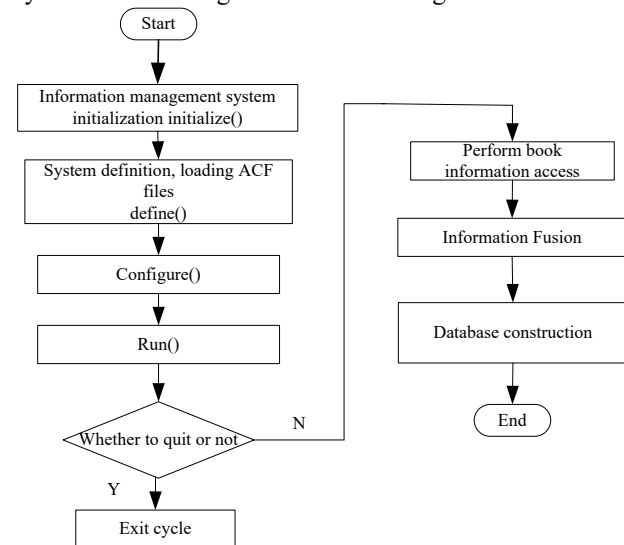 Start
Information management system
initialization initialize()
System definition, loading ACF
files
define()
Configure()
Run()
Whether to quit or not
N
Y
Exit cycle
Perform book
information access
Information Fusion
Database construction
End